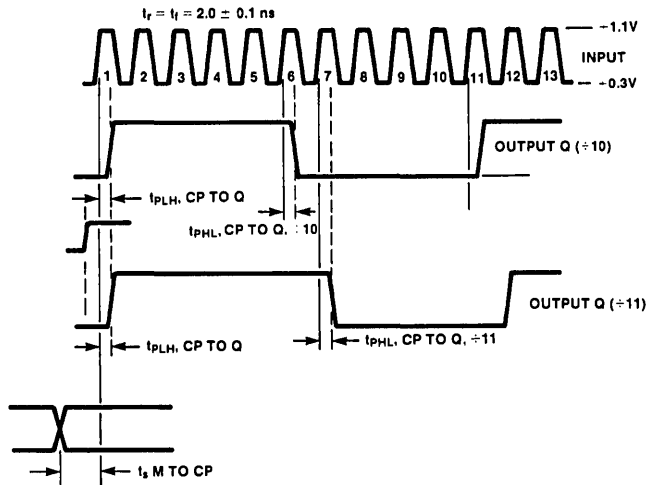 tr = tf = 2.0 ± 0.1 ns
+1.1V
INPUT
+0.3V
1 2 3 4 5 6 7 8 9 10 11 12 13
OUTPUT Q (÷10)
tPLH, CP TO Q
tPHL, CP TO Q, ÷10
OUTPUT Q (÷11)
tPLH, CP TO Q
tPHL, CP TO Q, ÷11
ts M TO CP